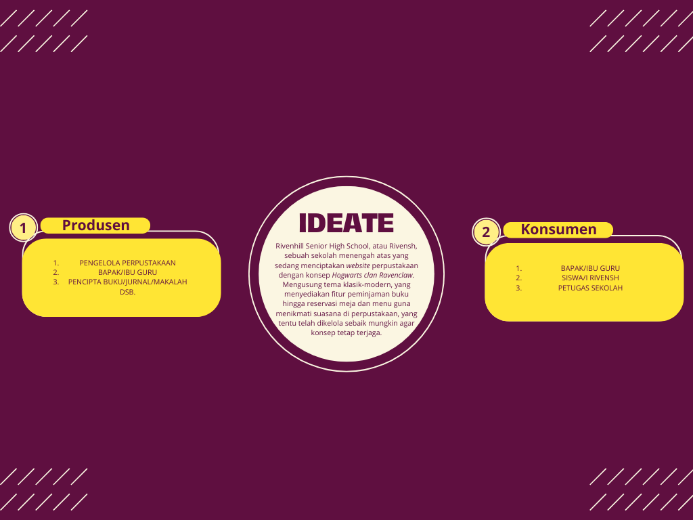 1
Produsen
1. PENGELOLA PERPUSTAKAAN
2. BAPAK/IBU GURU
3. PENCIPTA BUKU/JURNAL/MAKALAH
DSB.
IDEATE
Rivenhill Senior High School, atau Rivensh,
sebuah sekolah menengah atas yang
sedang menciptakan website perpustakaan
dengan konsep Hogwarts dan Ravenclaw.
Mengusung tema klasik-modern, yang
menyediakan fitur peminjaman buku
hingga reservasi meja dan menu guna
menikmati suasana di perpustakaan, yang
tentu telah dikelola sebaik mungkin agar
konsep tetap terjaga.
2
Konsumen
1. BAPAK/IBU GURU
2. SISWA/I RIVENSH
3. PETUGAS SEKOLAH